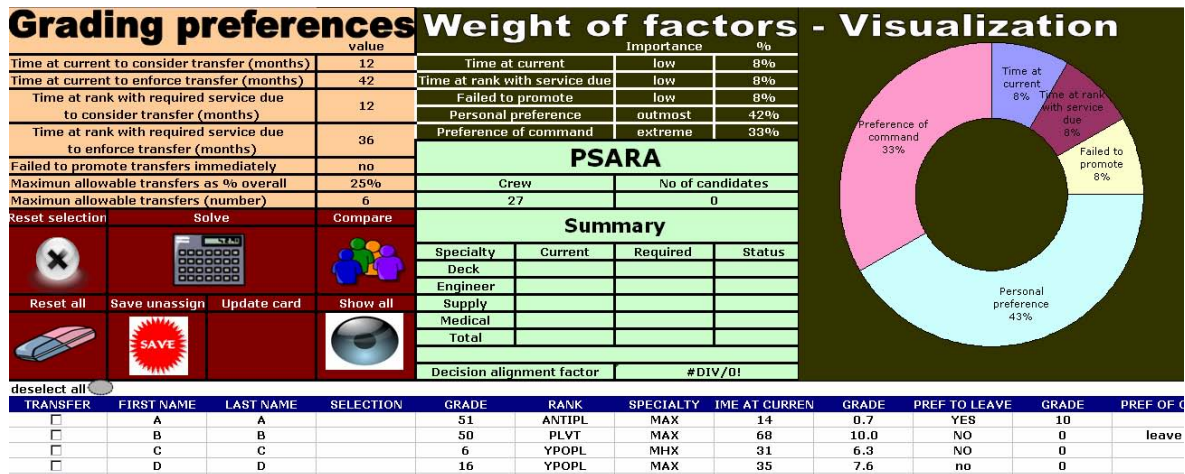 Grading preferences
value
Time at current to consider transfer (months) 12
Time at current to enforce transfer (months) 42
Time at rank with required service due
to consider transfer (months) 12
Time at rank with required service due
to enforce transfer (months) 36
Failed to promote transfers immediately no
Maximun allowable transfers as % overall 25%
Maximun allowable transfers (number) 6
Reset selection Solve Compare
Reset all Save unassign Update card Show all
SAVE
Weight of factors - Visualization
Importance %
Time at current low 8%
Time at rank with service due low 8%
Failed to promote low 8%
Personal preference outmost 42%
Preference of command extreme 33%
PSARA
Crew No of candidates
27 0
Summary
Specialty Current Required Status
Deck
Engineer
Supply
Medical
Total
Decision alignment factor #DIV/0!
Time at
current
8%
Time at rank
with service
due
8%
Failed to
promote
8%
Personal
preference
43%
Preference of
command
33%
deselect all
TRANSFER FIRST NAME LAST NAME SELECTION GRADE RANK SPECIALTY IME AT CURREN GRADE PREF TO LEAVE GRADE PREF OF
A A 51 ANTIPL MAX 14 0.7 YES 10
B B 50 PLVT MAX 68 10.0 NO 0 leave
C C 6 YPOPL MHX 31 6.3 NO 0
D D 16 YPOPL MAX 35 7.6 no 0